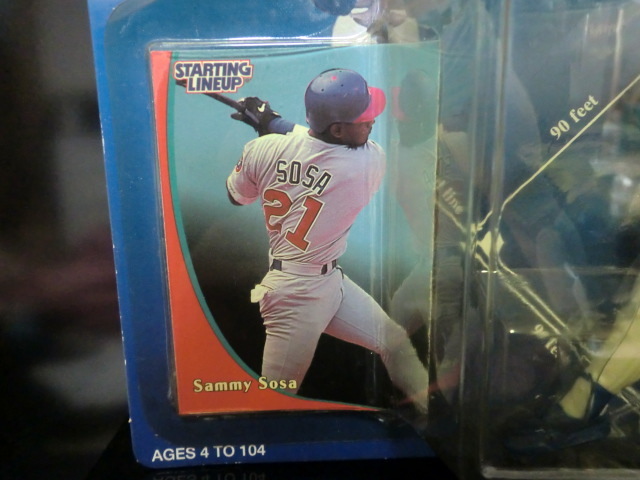 STARTING
LINEUP
90 feet
SOSA
21
Sammy Sosa
AGES 4 TO 104